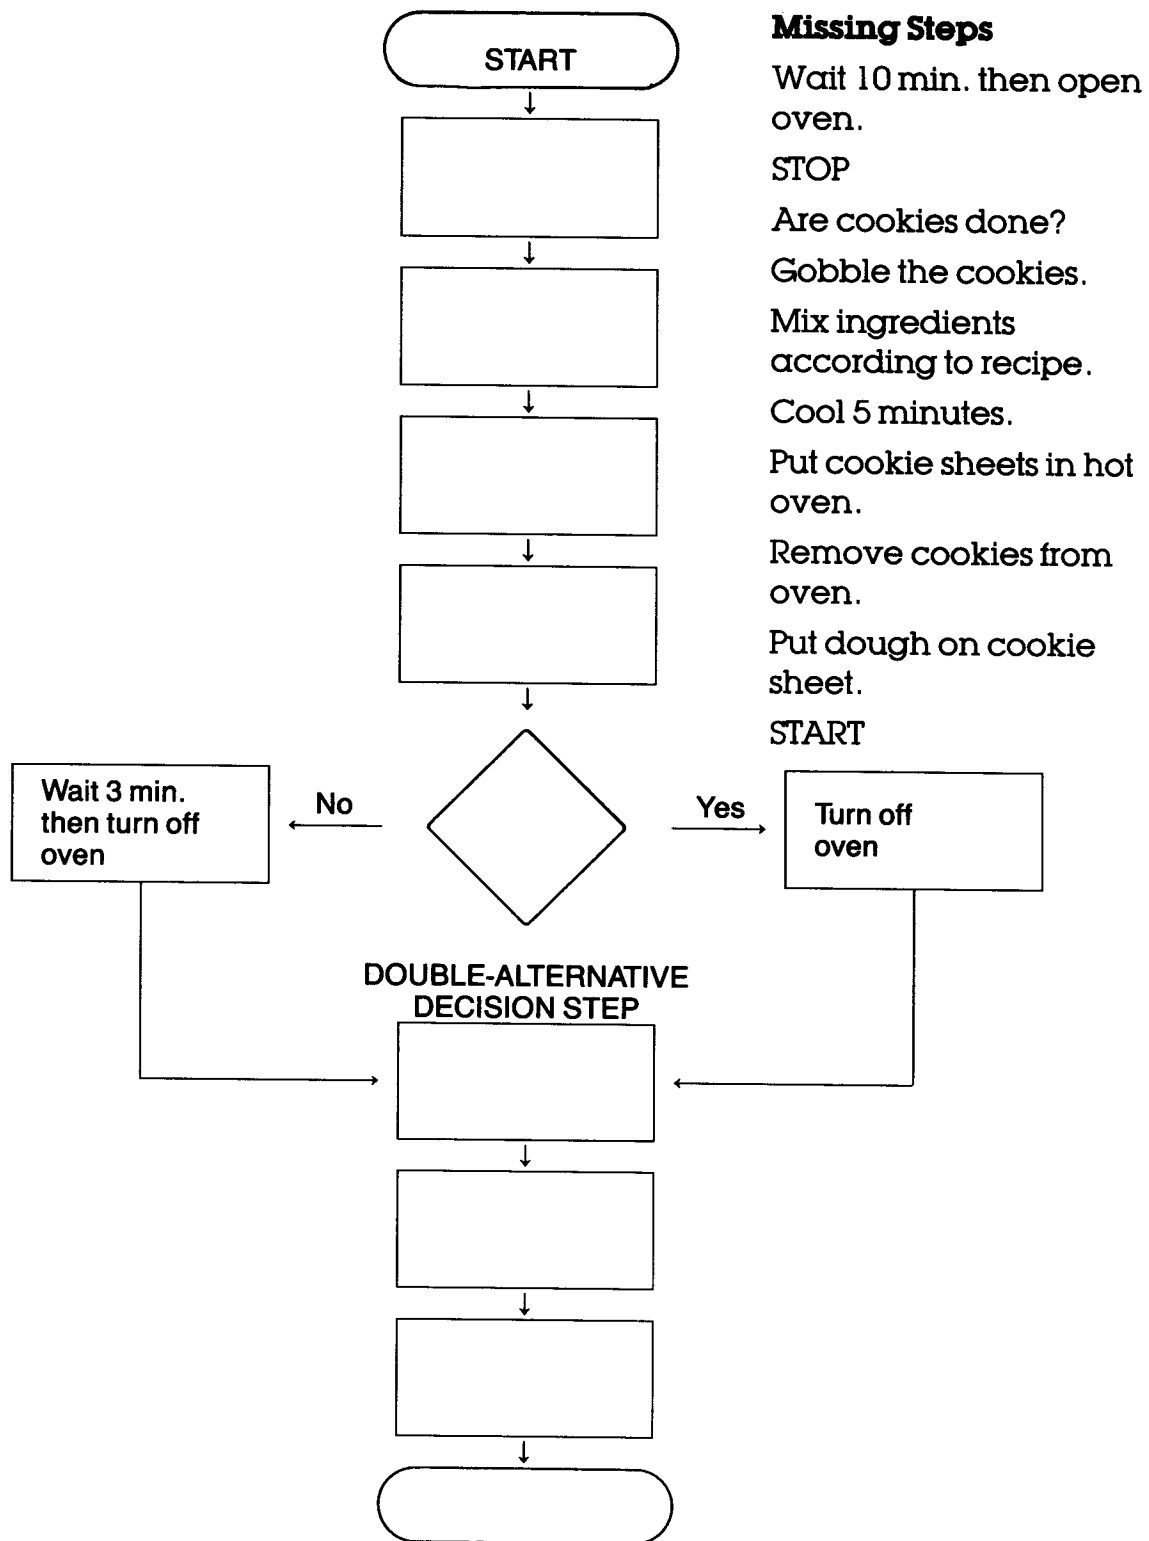 START
Missing Steps
Wait 10 min. then open
oven.
STOP
Are cookies done?
Gobble the cookies.
Mix ingredients
according to recipe.
Cool 5 minutes.
Put cookie sheets in hot
oven.
Remove cookies from
oven.
Put dough on cookie
sheet.
START
Wait 3 min.
then turn off
oven
No
Yes
Turn off
oven
DOUBLE-ALTERNATIVE
DECISION STEP